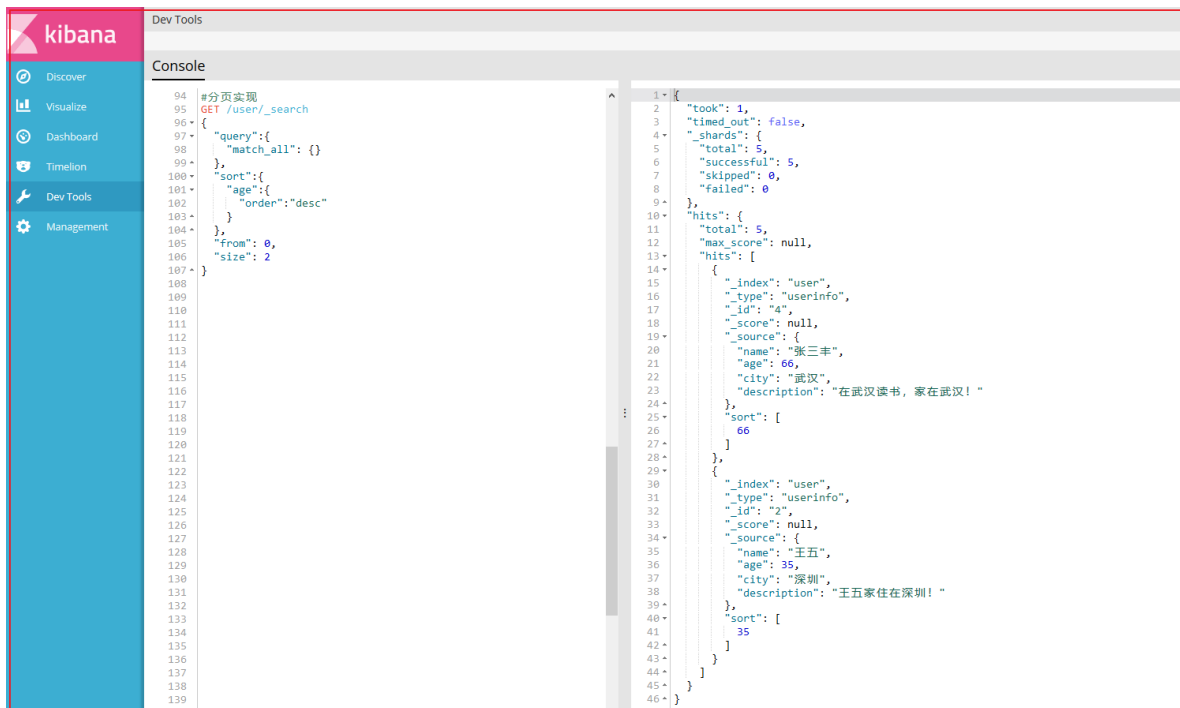 kibana
Discover
Visualize
Dashboard
Timelion
Dev Tools
Management
Dev Tools
Console
94 #分页实现
95 GET /user/_search
96 {
97 "query":{
98 "match_all": {}
99 },
100 "sort":{
101 "age":{
102 "order":"desc"
103 }
104 },
105 "from": 0,
106 "size": 2
107 }
108
109
110
111
112
113
114
115
116
117
118
119
120
121
122
123
124
125
126
127
128
129
130
131
132
133
134
135
136
137
138
139
1 {
2 "took": 1,
3 "timed_out": false,
4 "_shards": {
5 "total": 5,
6 "successful": 5,
7 "skipped": 0,
8 "failed": 0
9 },
10 "hits": {
11 "total": 5,
12 "max_score": null,
13 "hits": [
14 {
15 "_index": "user",
16 "_type": "userinfo",
17 "_id": "4",
18 "_score": null,
19 "_source": {
20 "name": "张三丰",
21 "age": 66,
22 "city": "武汉",
23 "description": "在武汉读书，家在武汉！"
24 },
25 "sort": [
26 66
27 ]
28 },
29 {
30 "_index": "user",
31 "_type": "userinfo",
32 "_id": "2",
33 "_score": null,
34 "_source": {
35 "name": "王五",
36 "age": 35,
37 "city": "深圳",
38 "description": "王五家住在深圳！"
39 },
40 "sort": [
41 35
42 ]
43 }
44 ]
45 }
46 }